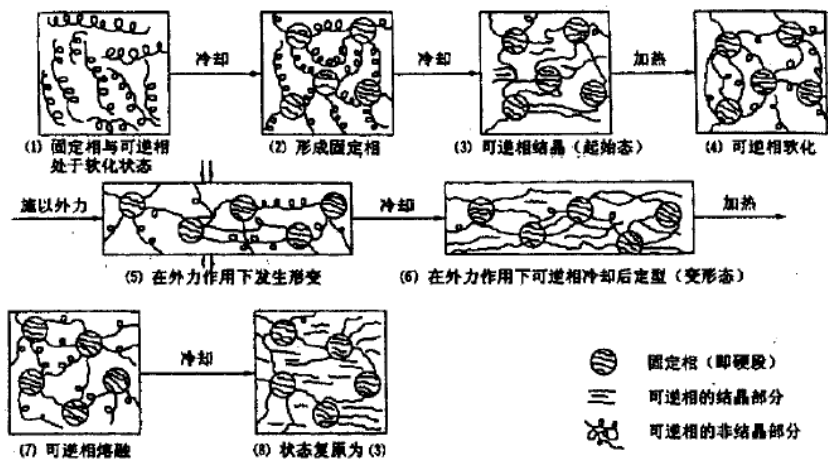 冷却
冷却
加热
(1) 固定相与可逆相
处于软化状态
(2) 形成固定相
(3) 可逆相结晶（起始态）
(4) 可逆相软化
施以外力
冷却
加热
(5) 在外力作用下发生形变
(6) 在外力作用下可逆相冷却后定型（变形态）
冷却
固定相（即硬段）
可逆相的结晶部分
可逆相的非结晶部分
(7) 可逆相熔融
(8) 状态复原为 (3)